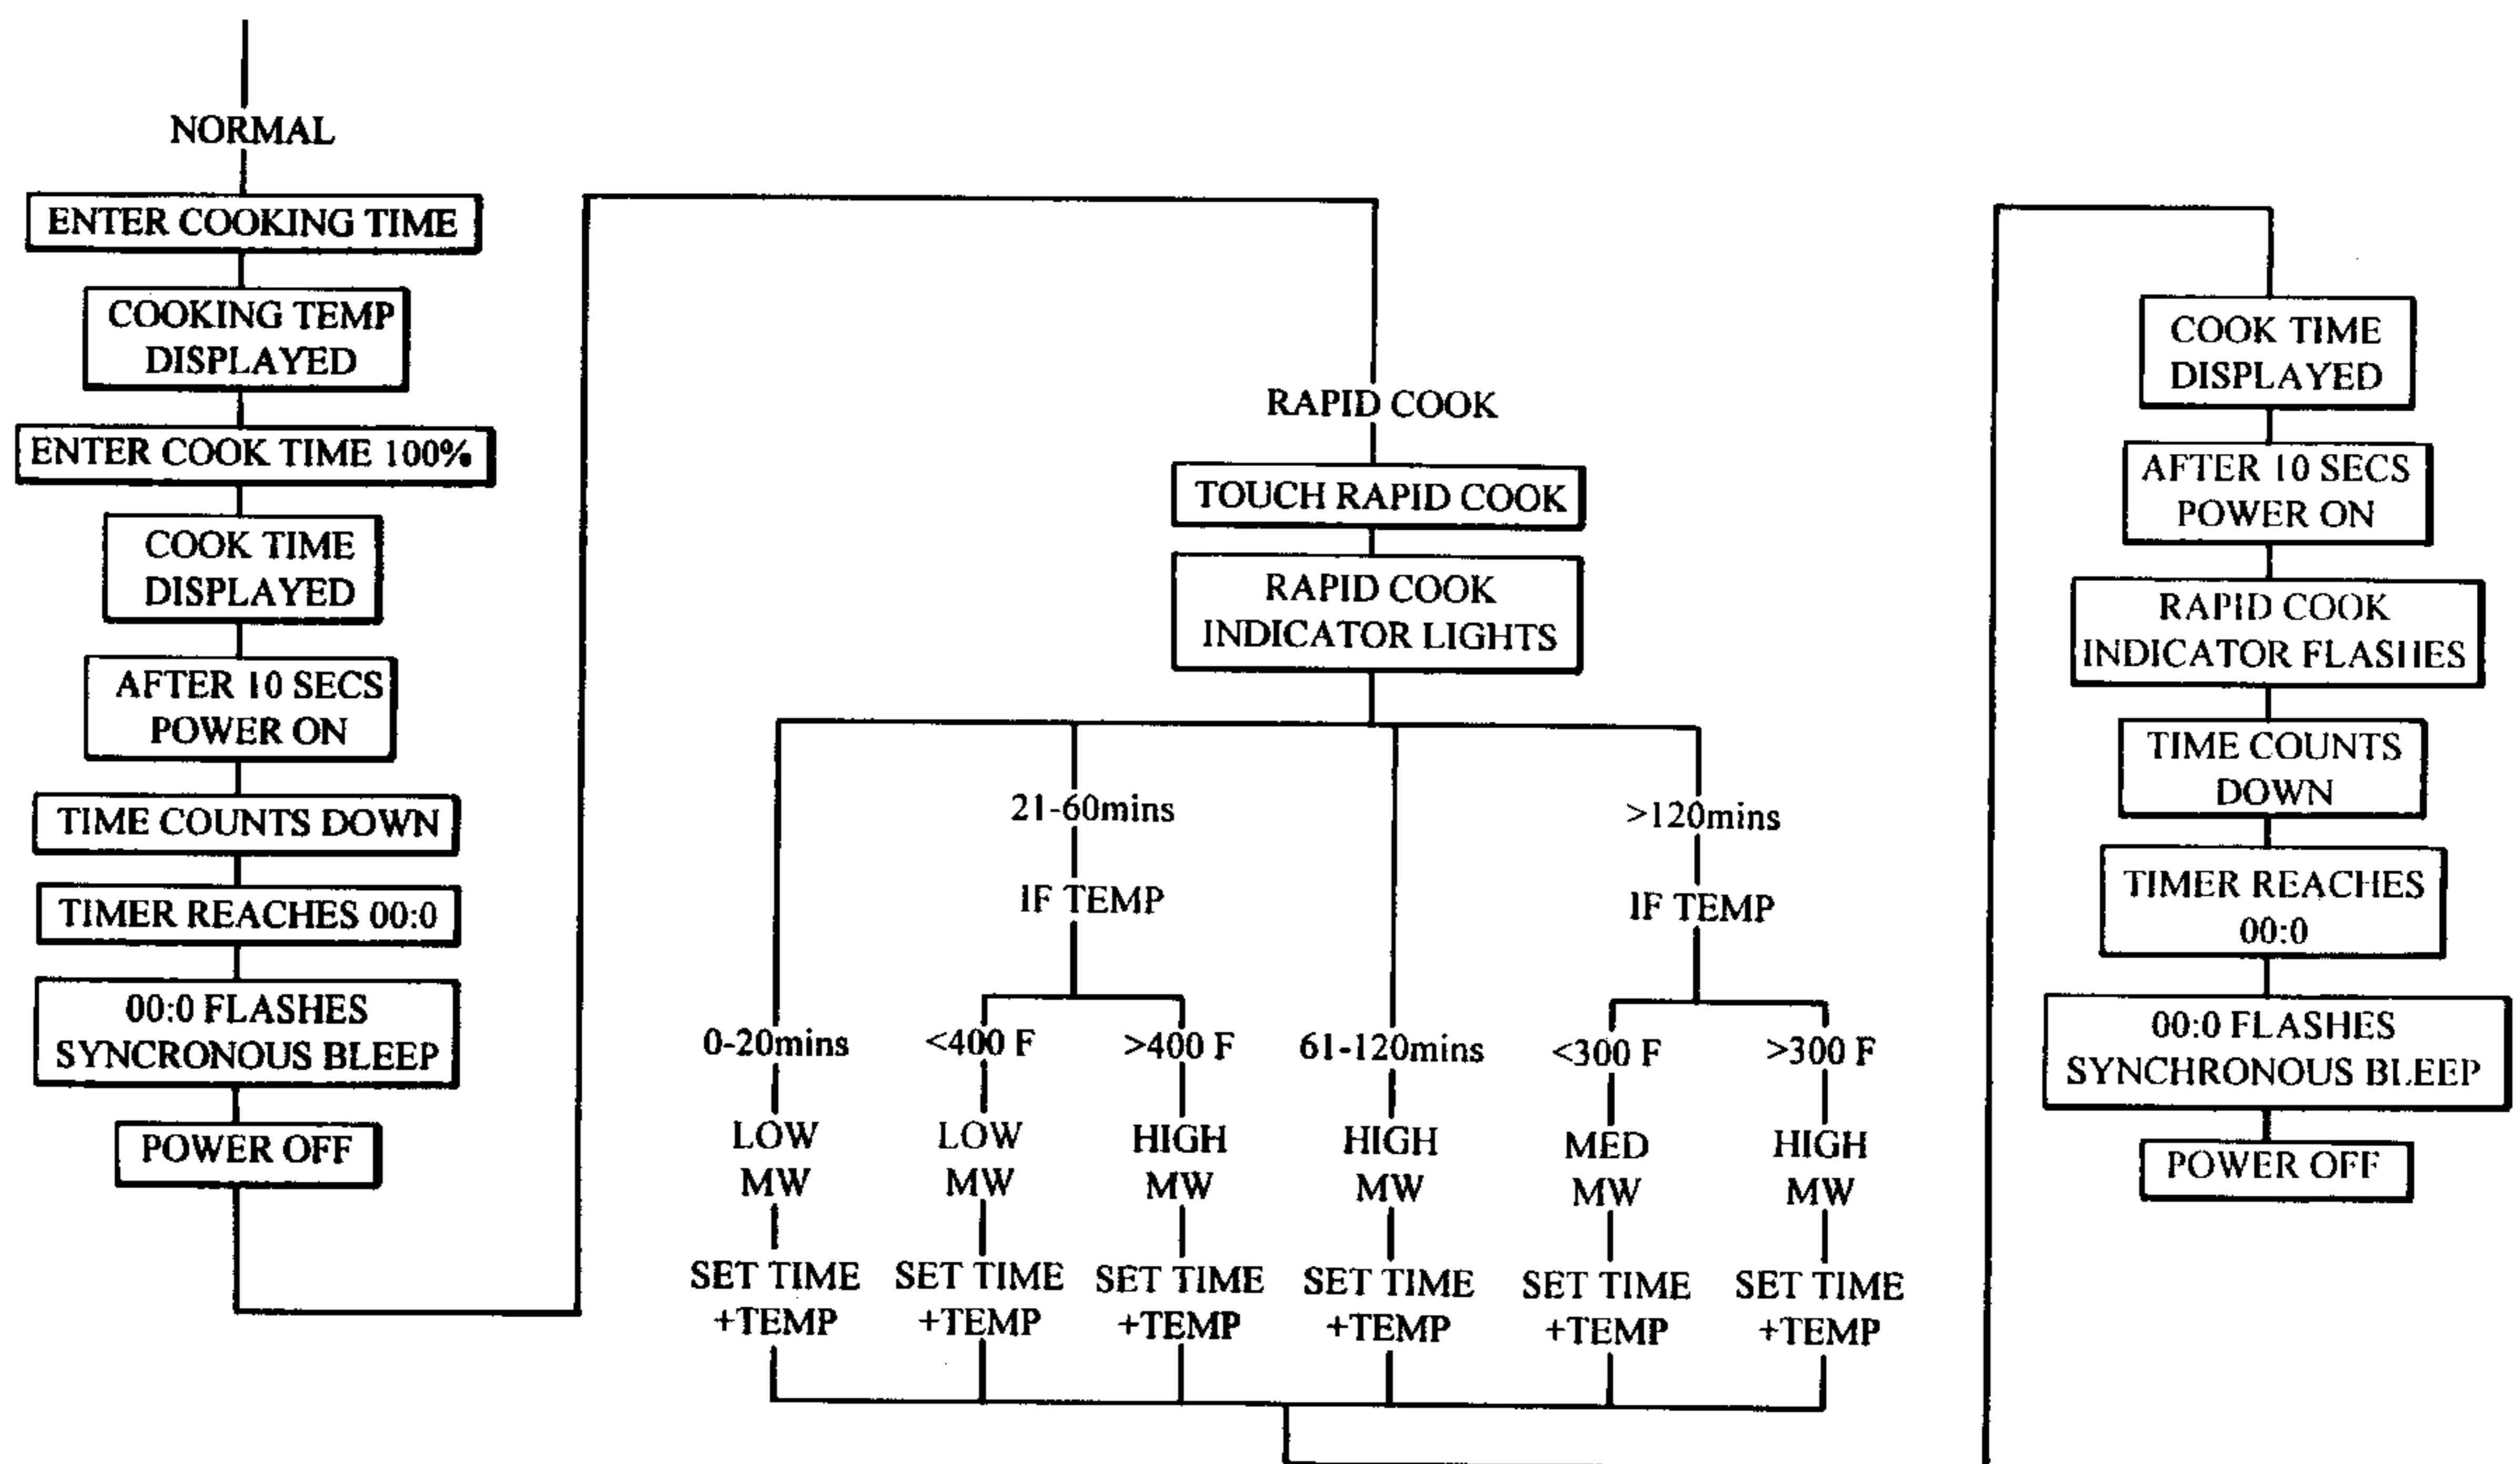 NORMAL
ENTER COOKING TIME
COOKING TEMP
DISPLAYED
ENTER COOK TIME 100%
COOK TIME
DISPLAYED
AFTER 10 SECS
POWER ON
TIME COUNTS DOWN
TIMER REACHES 00:0
00:0 FLASHES
SYNCRONOUS BLEEP
POWER OFF
RAPID COOK
TOUCH RAPID COOK
RAPID COOK
INDICATOR LIGHTS
21-60mins
>120mins
IF TEMP
IF TEMP
0-20mins
<400 F
>400 F
61-120mins
<300 F
>300 F
LOW
MW
LOW
MW
HIGH
MW
HIGH
MW
MED
MW
HIGH
MW
SET TIME
+TEMP
SET TIME
+TEMP
SET TIME
+TEMP
SET TIME
+TEMP
SET TIME
+TEMP
SET TIME
+TEMP
COOK TIME
DISPLAYED
AFTER 10 SECS
POWER ON
RAPID COOK
INDICATOR FLASHES
TIME COUNTS
DOWN
TIMER REACHES
00:0
00:0 FLASHES
SYNCHRONOUS BLEEP
POWER OFF